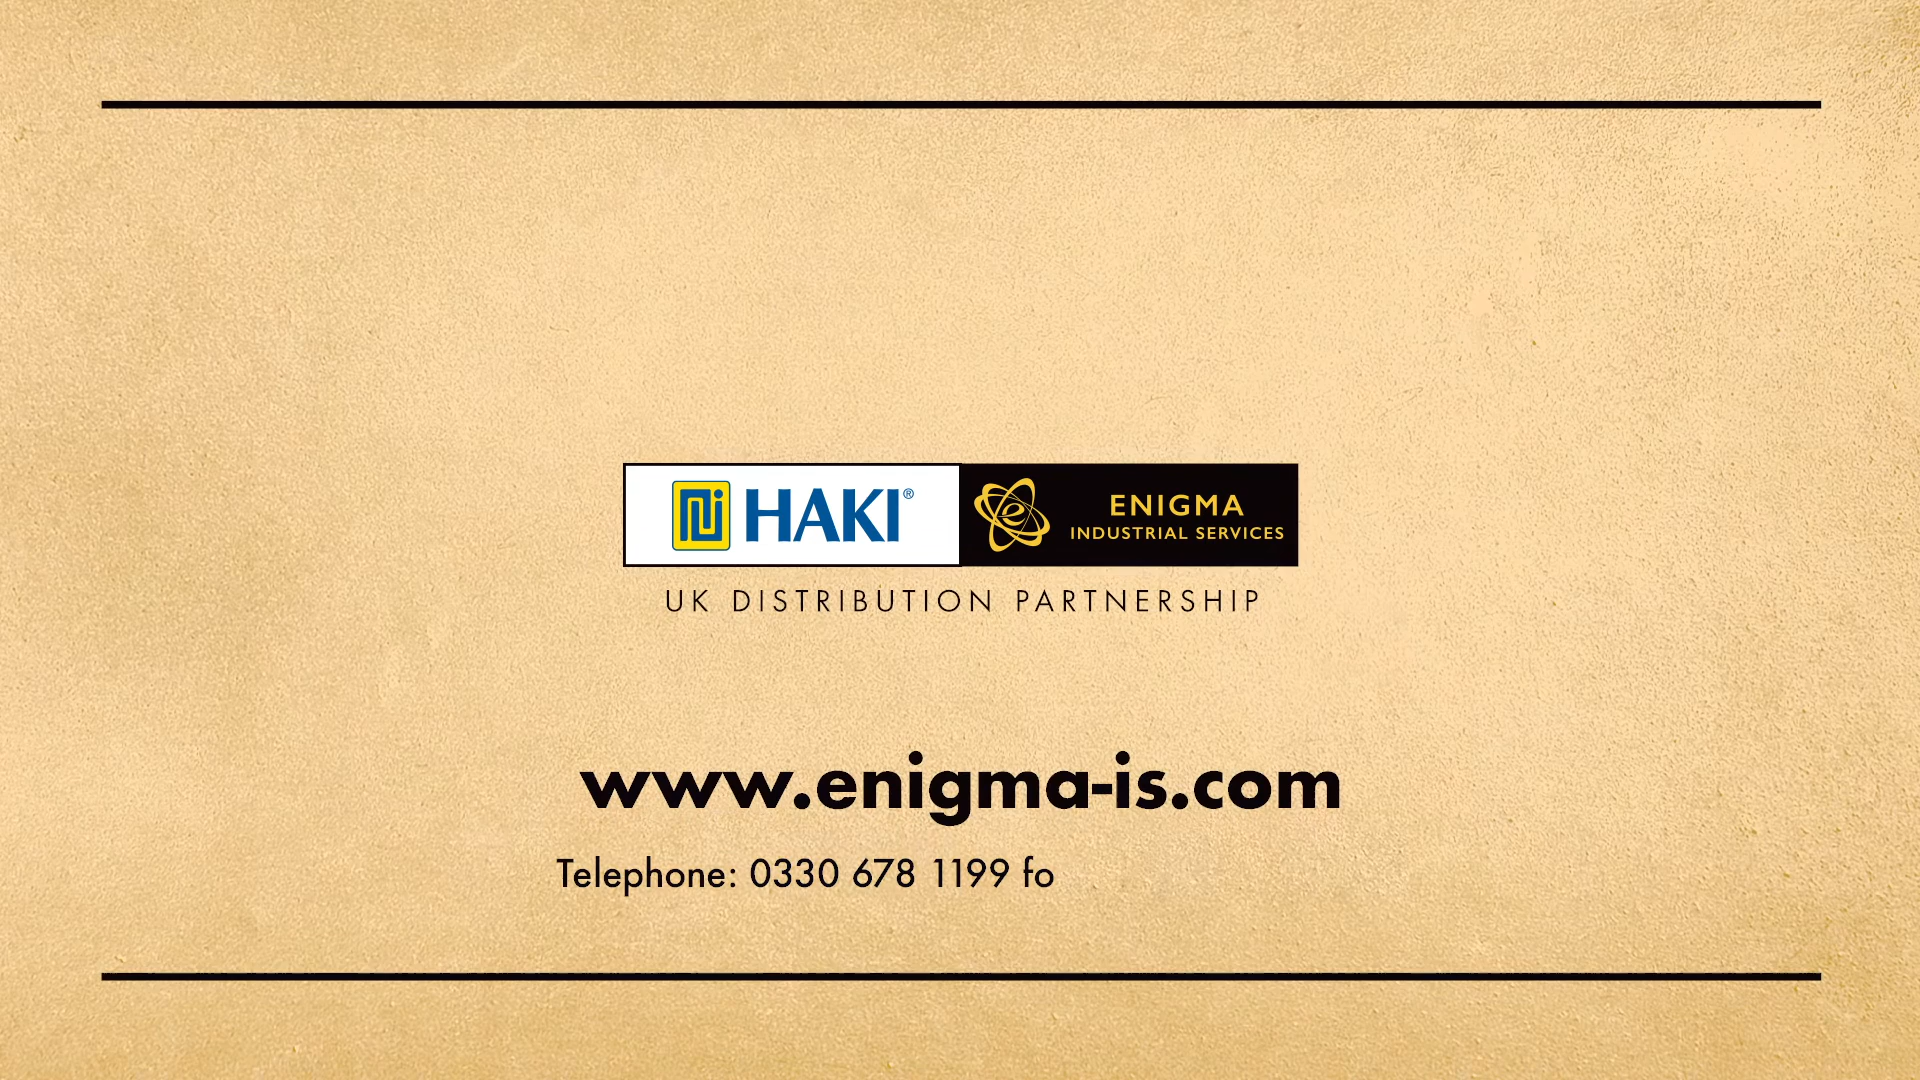 HAKI®
ENIGMA
INDUSTRIAL SERVICES
UK DISTRIBUTION PARTNERSHIP
www.enigma-is.com
Telephone: 0330 678 1199 fo